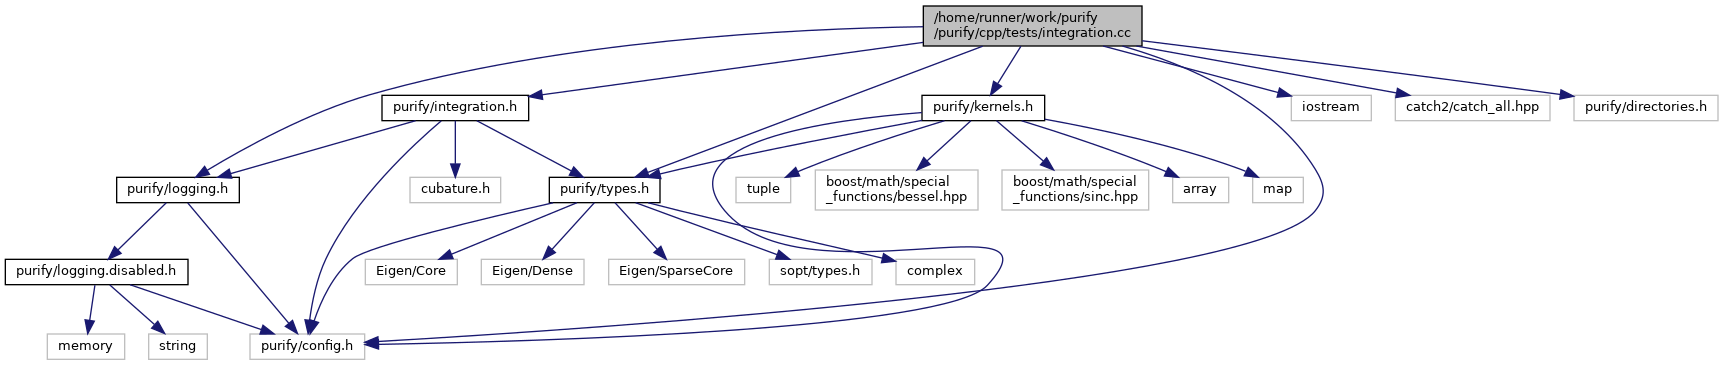 /home/runner/work/purify
/purify/cpp/tests/integration.cc
purify/integration.h
purify/kernels.h
iostream
catch2/catch_all.hpp
purify/directories.h
purify/logging.h
cubature.h
purify/types.h
tuple
boost/math/special
_functions/bessel.hpp
boost/math/special
_functions/sinc.hpp
array
map
purify/logging.disabled.h
Eigen/Core
Eigen/Dense
Eigen/SparseCore
sopt/types.h
complex
memory
string
purify/config.h